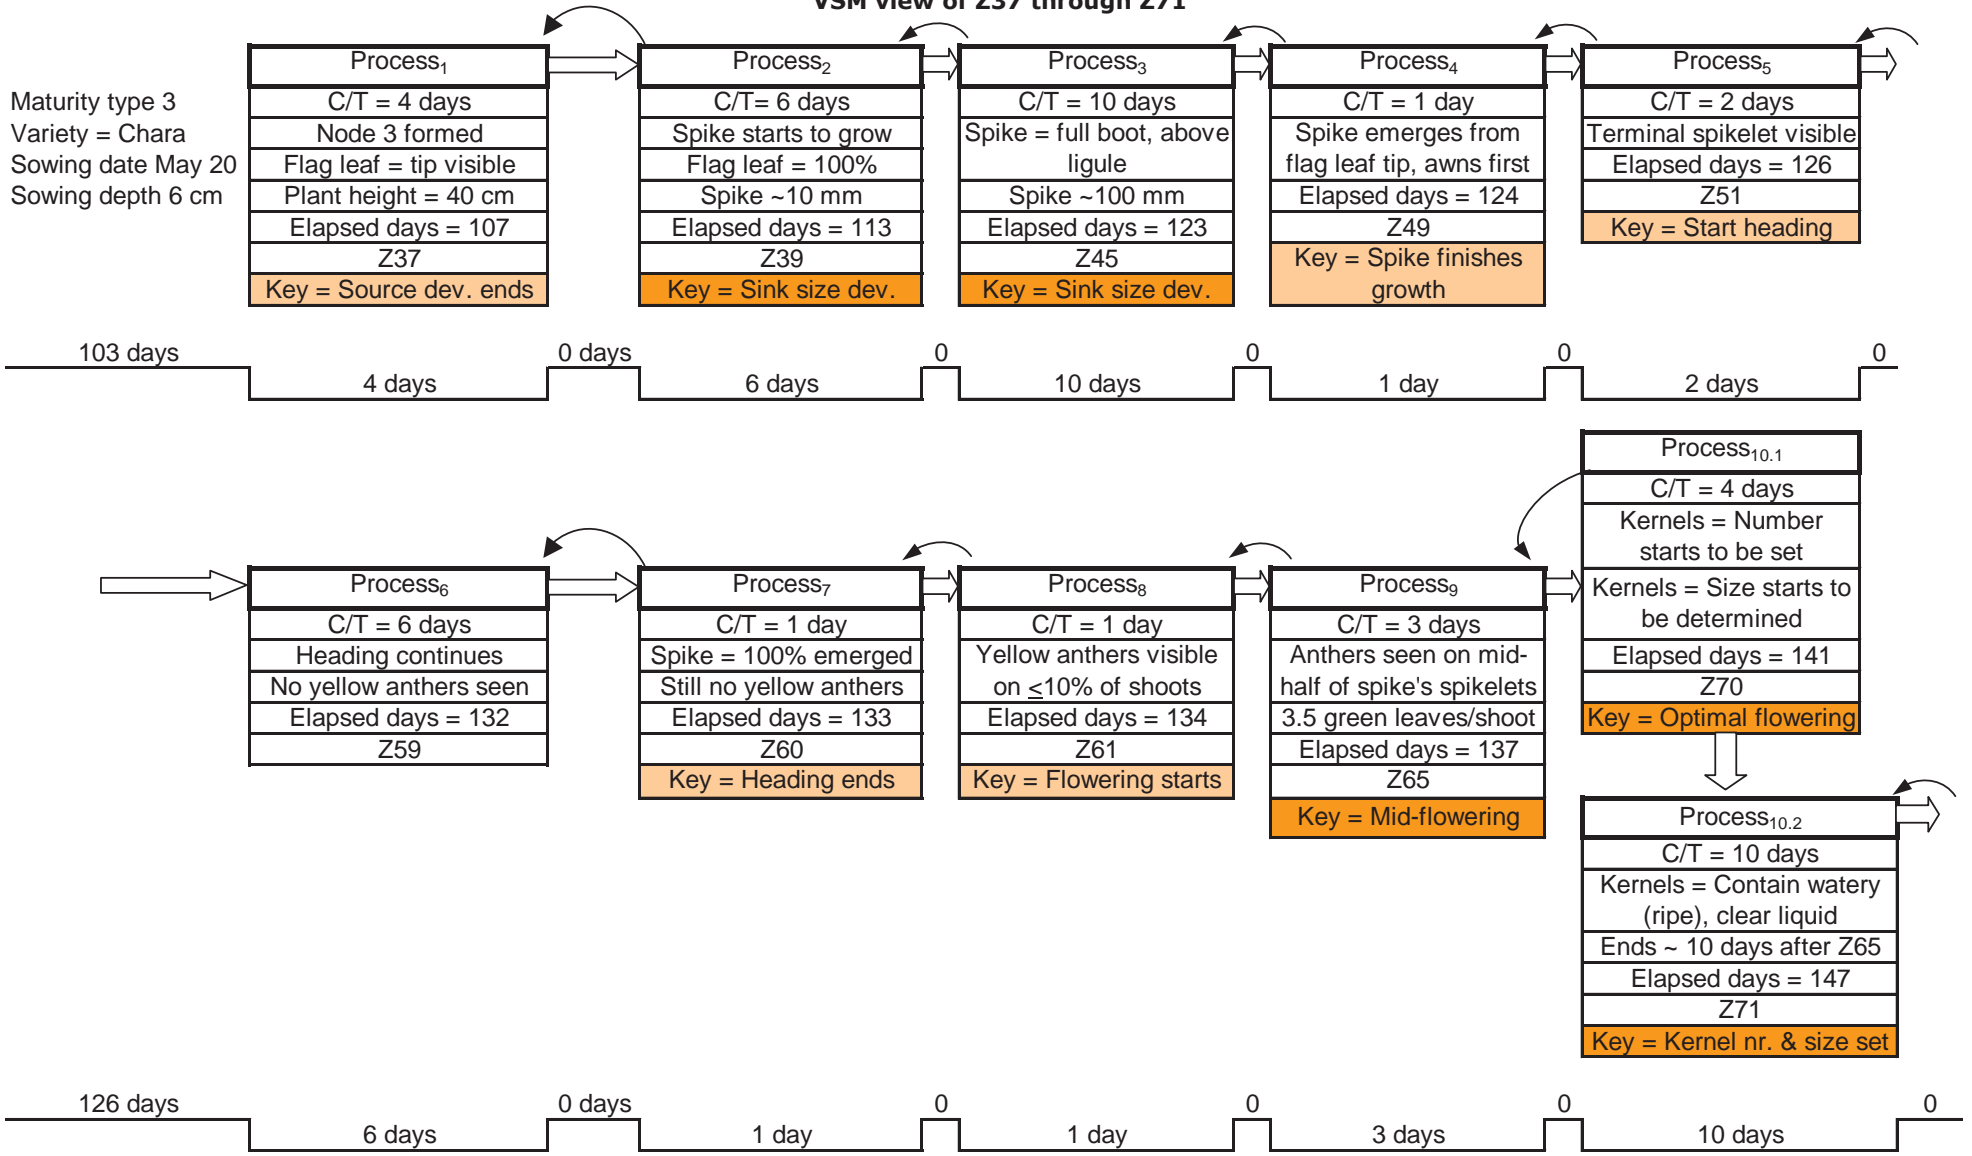 VSM view of Z37 through Z71
Maturity type 3
Variety = Chara
Sowing date May 20
Sowing depth 6 cm
Process1
C/T = 4 days
Node 3 formed
Flag leaf = tip visible
Plant height = 40 cm
Elapsed days = 107
Z37
Key = Source dev. ends
Process2
C/T= 6 days
Spike starts to grow
Flag leaf = 100%
Spike ~10 mm
Elapsed days = 113
Z39
Key = Sink size dev.
Process3
C/T = 10 days
Spike = full boot, above
ligule
Spike ~100 mm
Elapsed days = 123
Z45
Key = Sink size dev.
Process4
C/T = 1 day
Spike emerges from
flag leaf tip, awns first
Elapsed days = 124
Z49
Key = Spike finishes
growth
Process5
C/T = 2 days
Terminal spikelet visible
Elapsed days = 126
Z51
Key = Start heading
103 days
4 days
0 days
6 days
0
10 days
0
1 day
0
2 days
0
Process6
C/T = 6 days
Heading continues
No yellow anthers seen
Elapsed days = 132
Z59
Process7
C/T = 1 day
Spike = 100% emerged
Still no yellow anthers
Elapsed days = 133
Z60
Key = Heading ends
Process8
C/T = 1 day
Yellow anthers visible
on ≤10% of shoots
Elapsed days = 134
Z61
Key = Flowering starts
Process9
C/T = 3 days
Anthers seen on mid-
half of spike's spikelets
3.5 green leaves/shoot
Elapsed days = 137
Z65
Key = Mid-flowering
Process10.1
C/T = 4 days
Kernels = Number
starts to be set
Kernels = Size starts to
be determined
Elapsed days = 141
Z70
Key = Optimal flowering
Process10.2
C/T = 10 days
Kernels = Contain watery
(ripe), clear liquid
Ends ~ 10 days after Z65
Elapsed days = 147
Z71
Key = Kernel nr. & size set
126 days
6 days
0 days
1 day
0
1 day
0
3 days
0
10 days
0